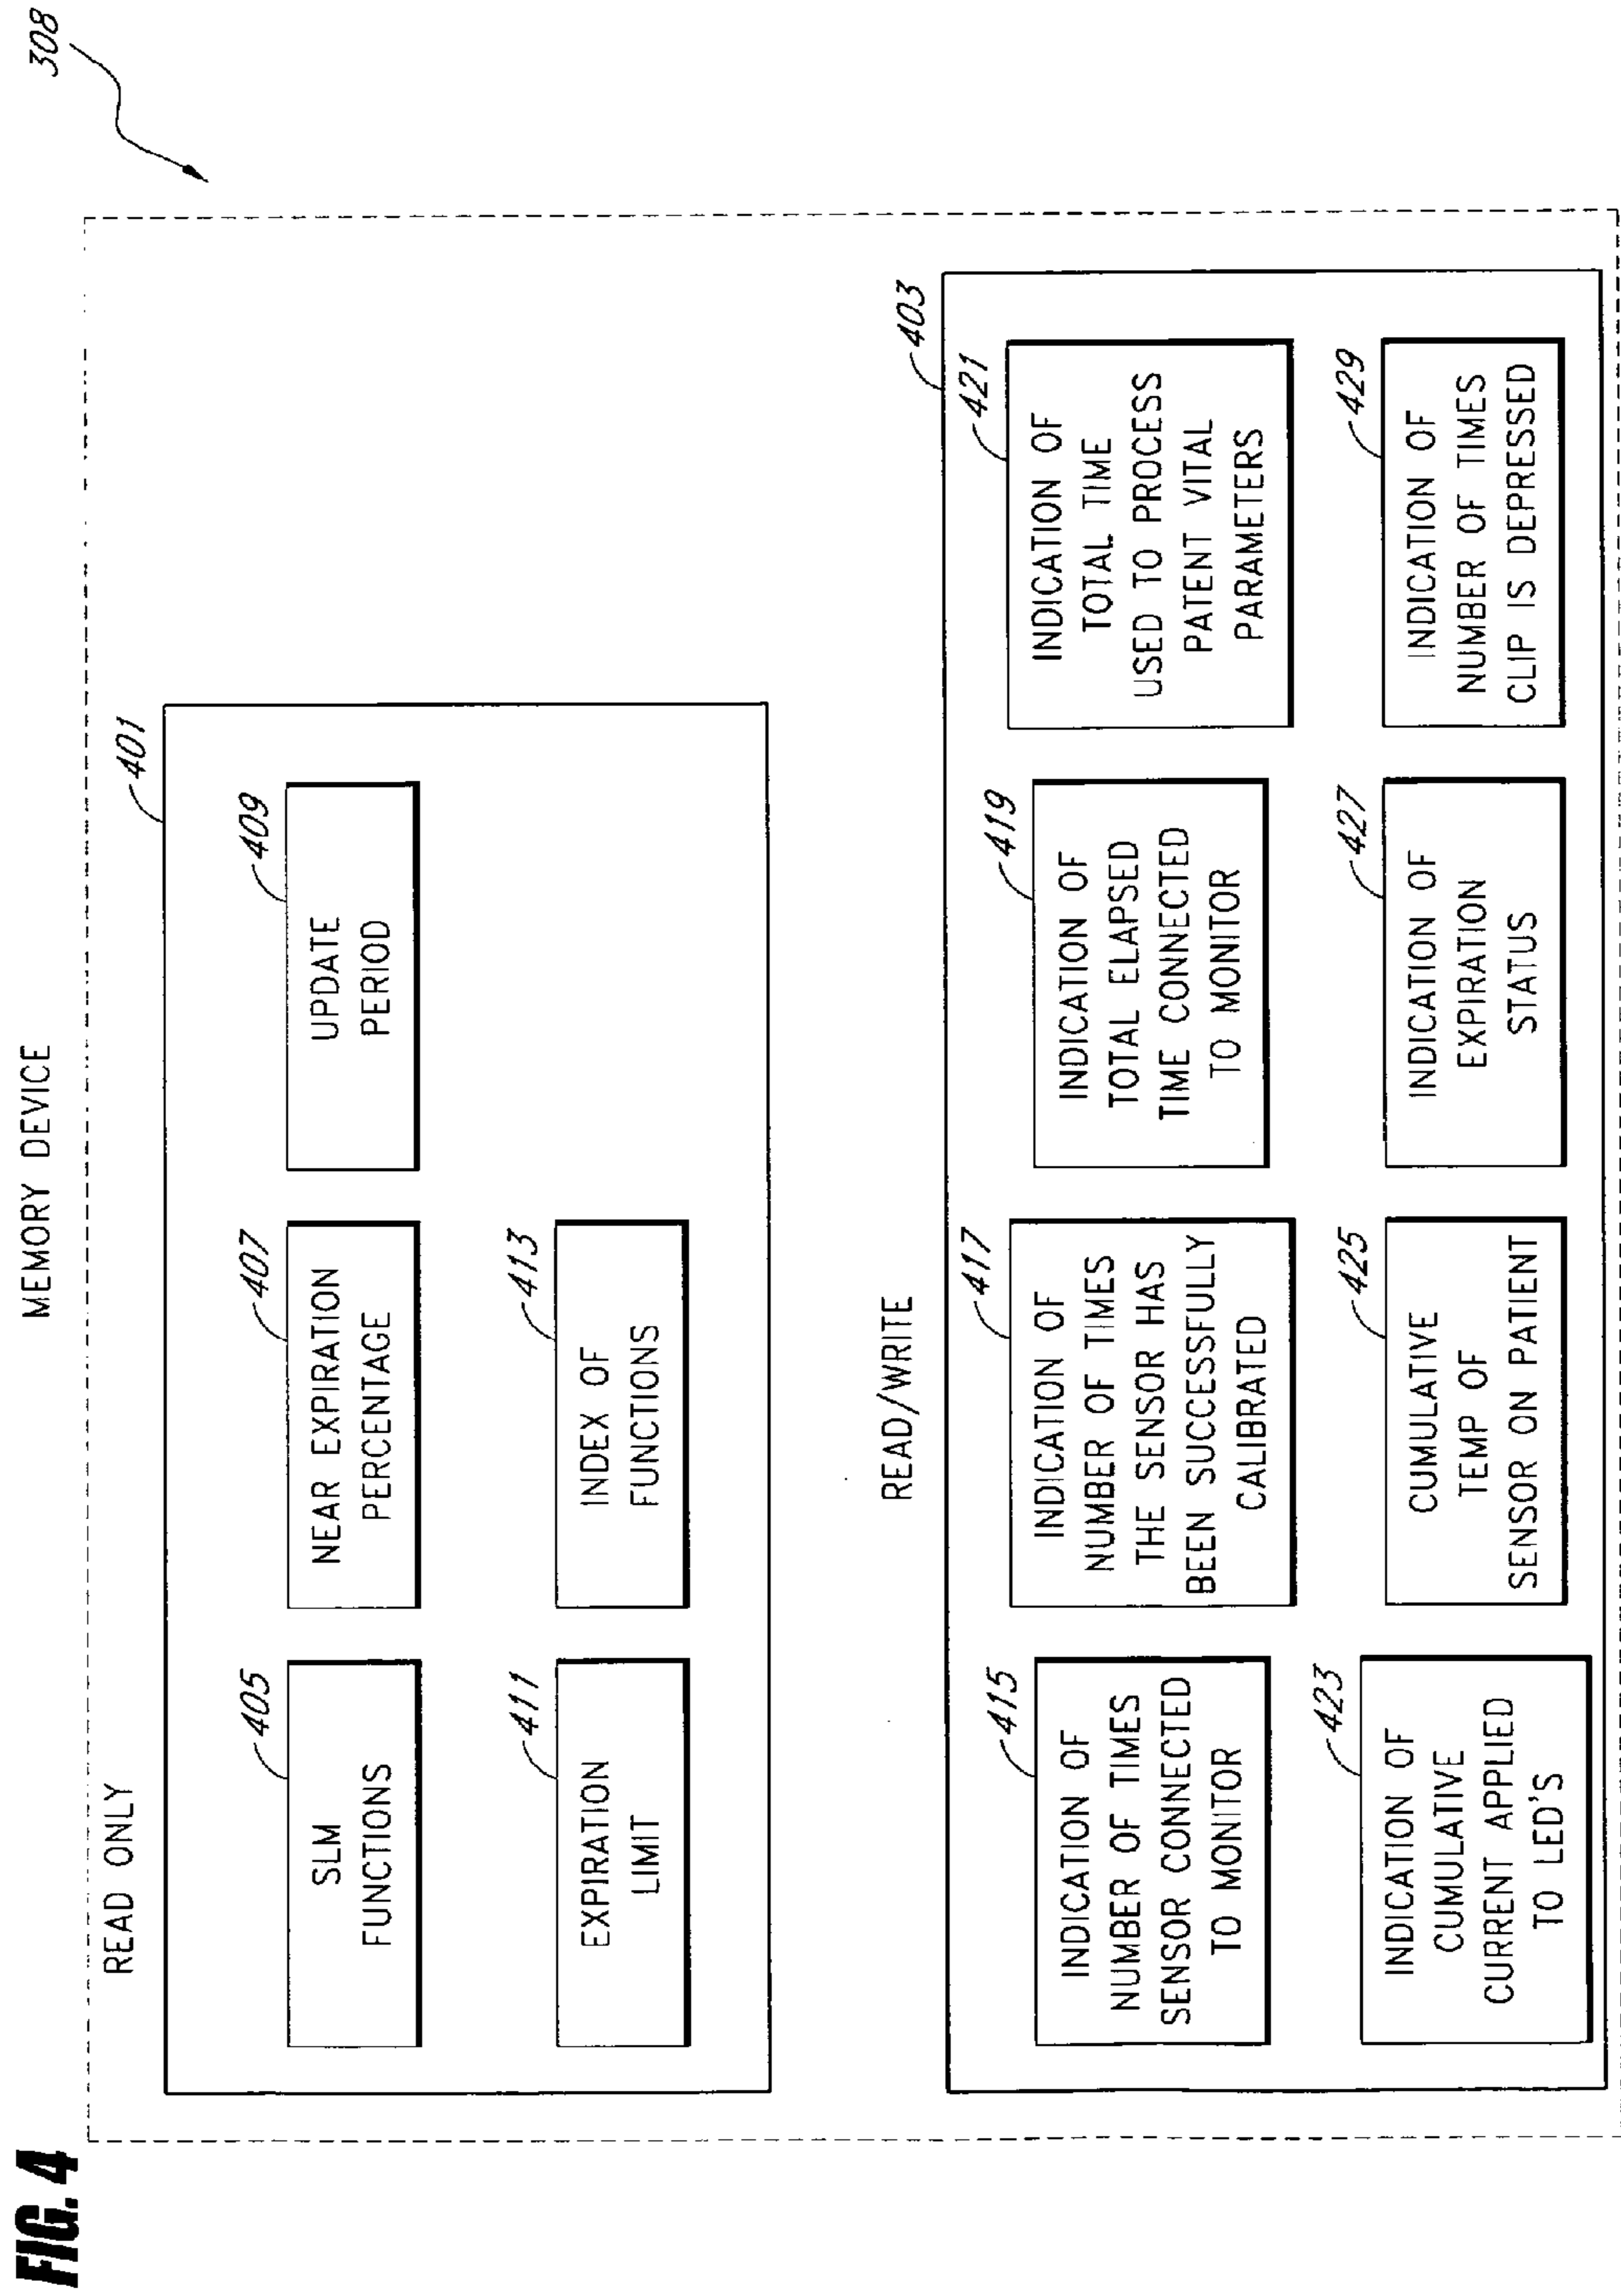 FIG. 4
MEMORY DEVICE
308
READ ONLY
401
405
SLM
FUNCTIONS
407
NEAR EXPIRATION
PERCENTAGE
409
UPDATE
PERIOD
411
EXPIRATION
LIMIT
413
INDEX OF
FUNCTIONS
READ/WRITE
403
415
INDICATION OF
NUMBER OF TIMES
SENSOR CONNECTED
TO MONITOR
417
INDICATION OF
NUMBER OF TIMES
THE SENSOR HAS
BEEN SUCCESSFULLY
CALIBRATED
419
INDICATION OF
TOTAL ELAPSED
TIME CONNECTED
TO MONITOR
421
INDICATION OF
TOTAL TIME
USED TO PROCESS
PATENT VITAL
PARAMETERS
423
INDICATION OF
CUMULATIVE
CURRENT APPLIED
TO LED'S
425
CUMULATIVE
TEMP OF
SENSOR ON PATIENT
427
INDICATION OF
EXPIRATION
STATUS
429
INDICATION OF
NUMBER OF TIMES
CLIP IS DEPRESSED